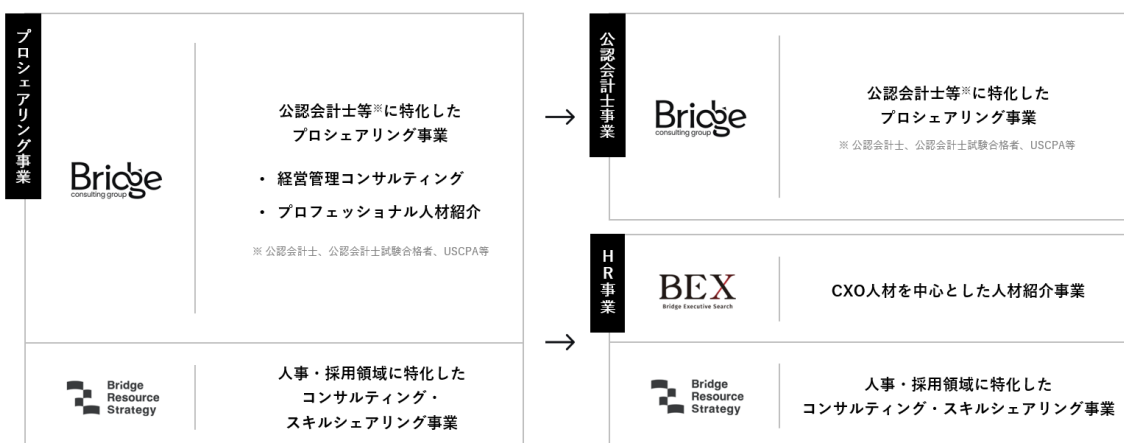 プロシェアリング事業
Bridge
consulting group
公認会計士等※に特化した
プロシェアリング事業
・ 経営管理コンサルティング
・ プロフェッショナル人材紹介
※ 公認会計士、公認会計士試験合格者、USCPA等
Bridge
Resource
Strategy
人事・採用領域に特化した
コンサルティング・
スキルシェアリング事業
→
→
公認会計士事業
Bridge
consulting group
公認会計士等※に特化した
プロシェアリング事業
※ 公認会計士、公認会計士試験合格者、USCPA等
HR事業
BEX
Bridge Executive Search
CXO人材を中心とした人材紹介事業
Bridge
Resource
Strategy
人事・採用領域に特化した
コンサルティング・スキルシェアリング事業